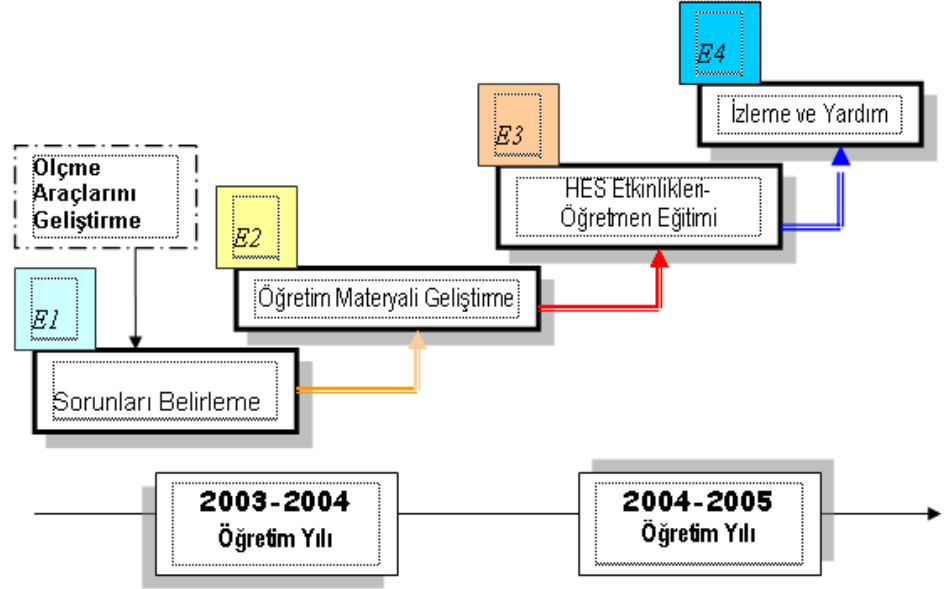 E4
İzleme ve Yardım
E3
HES Etkinlikleri-
Öğretmen Eğitimi
Olçme
Araçlarını
Geliştirme
E2
Öğretim Materyali Geliştirme
E1
Sorunları Belirleme
2003-2004
Öğretim Yılı
2004-2005
Öğretim Yılı